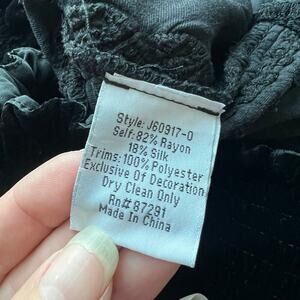 Style: J60917-0
Self: 82% Rayon
18% Silk
Trims: 100% Polyester
Exclusive Of Decoration
Dry Clean Only
Rn# 87291
Made In China